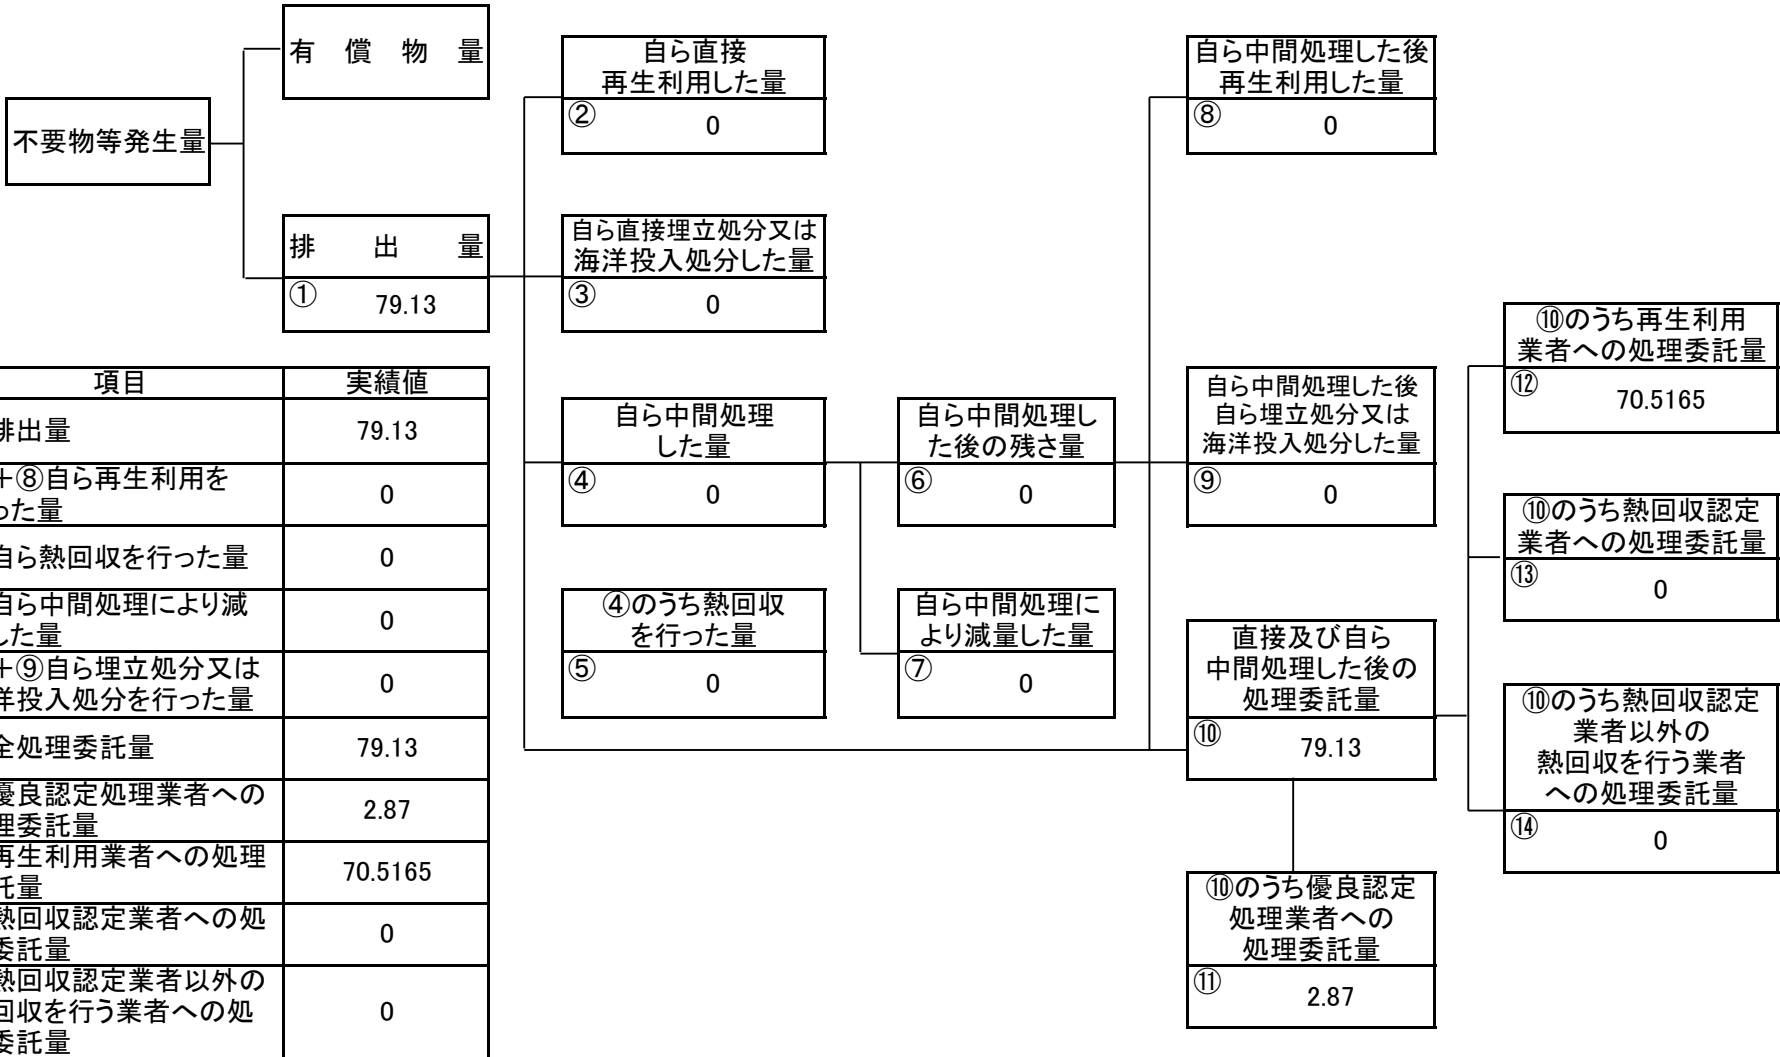 有償物量
不要物等発生量
排出量
①
79.13
自ら直接
再生利用した量
②
0
自ら直接埋立処分又は
海洋投入処分した量
③
0
自ら中間処理
した量
④
0
④のうち熱回収
を行った量
⑤
0
自ら中間処理し
た後の残さ量
⑥
0
自ら中間処理に
より減量した量
⑦
0
自ら中間処理した後
再生利用した量
⑧
0
自ら中間処理した後
自ら埋立処分又は
海洋投入処分した量
⑨
0
直接及び自ら
中間処理した後の
処理委託量
⑩
79.13
⑩のうち優良認定
処理業者への
処理委託量
⑪
2.87
⑩のうち再生利用
業者への処理委託量
⑫
70.5165
⑩のうち熱回収認定
業者への処理委託量
⑬
0
⑩のうち熱回収認定
業者以外の
熱回収を行う業者
への処理委託量
⑭
0
項目 実績値
排出量 79.13
+⑧自ら再生利用を
った量 0
自ら熱回収を行った量 0
自ら中間処理により減
した量 0
+⑨自ら埋立処分又は
洋投入処分を行った量 0
全処理委託量 79.13
優良認定処理業者への
理委託量 2.87
再生利用業者への処理
託量 70.5165
熱回収認定業者への処
委託量 0
熱回収認定業者以外の
回収を行う業者への処
委託量 0